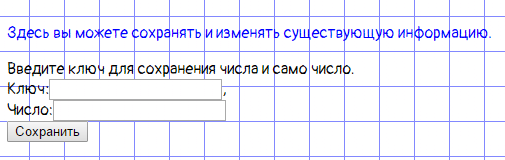 Здесь вы можете сохранять и изменять существующую информацию.
Введите ключ для сохранения числа и само число.
Ключ: ,
Число:
Сохранить